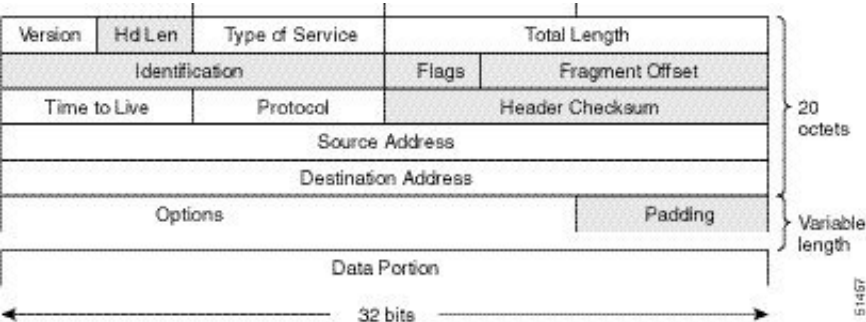 Version Hd Len Type of Service Total Length
Identification Flags Fragment Offset
Time to Live Protocol Header Checksum
20
octets
Source Address
Destination Address
Options Padding
Variable
length
Data Portion
32 bits
51457